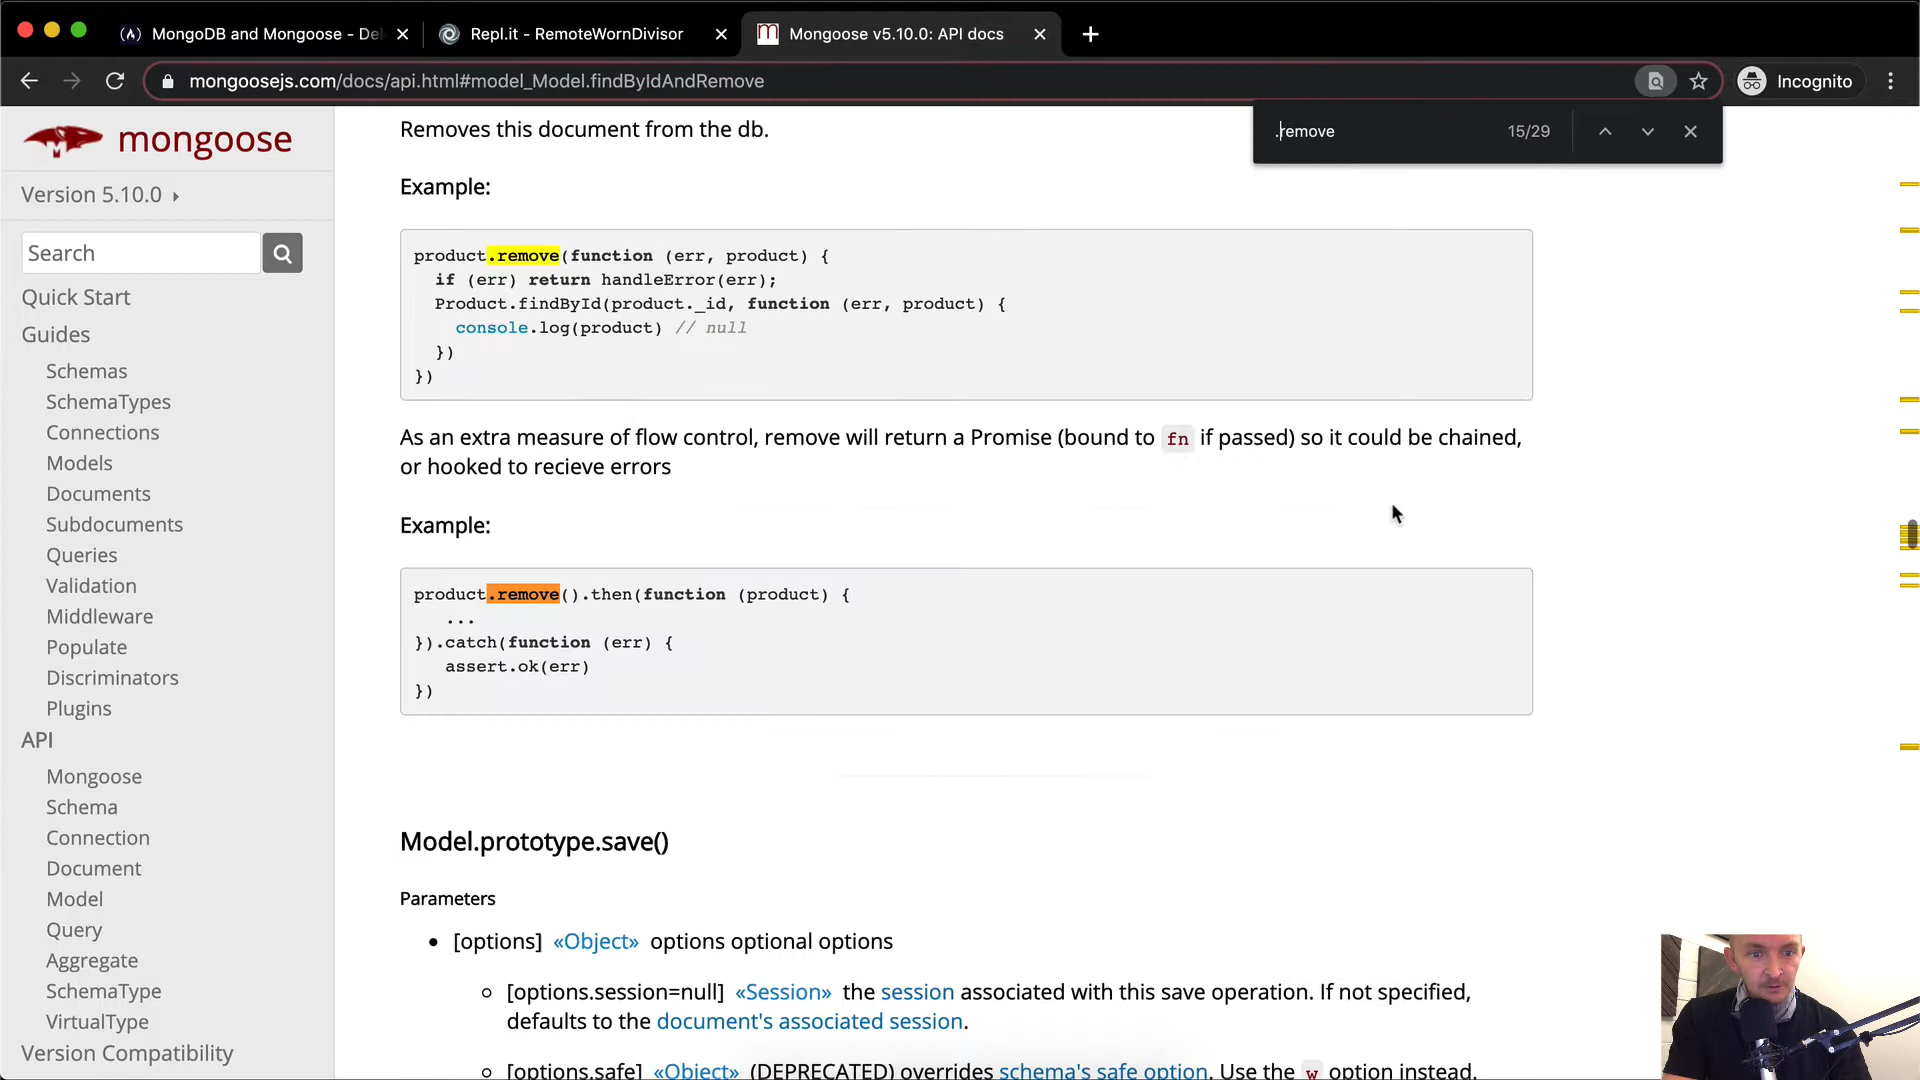 MongoDB and Mongoose - Del
Repl.it - RemoteWornDivisor
Mongoose v5.10.0: API docs
mongoosejs.com/docs/api.html#model_Model.findByIdAndRemove
Incognito
.remove
15/29
mongoose
Version 5.10.0
Search
Quick Start
Guides
Schemas
SchemaTypes
Connections
Models
Documents
Subdocuments
Queries
Validation
Middleware
Populate
Discriminators
Plugins
API
Mongoose
Schema
Connection
Document
Model
Query
Aggregate
SchemaType
VirtualType
Version Compatibility
Removes this document from the db.
Example:
product.remove(function (err, product) {
if (err) return handleError(err);
Product.findById(product._id, function (err, product) {
console.log(product) // null
})
})
As an extra measure of flow control, remove will return a Promise (bound to fn if passed) so it could be chained,
or hooked to recieve errors
Example:
product.remove().then(function (product) {
...
}).catch(function (err) {
assert.ok(err)
})
Model.prototype.save()
Parameters
• [options] «Object» options optional options
◦ [options.session=null] «Session» the session associated with this save operation. If not specified,
defaults to the document's associated session.
◦ [options.safe] «Object» (DEPRECATED) overrides schema's safe option. Use the w option instead.